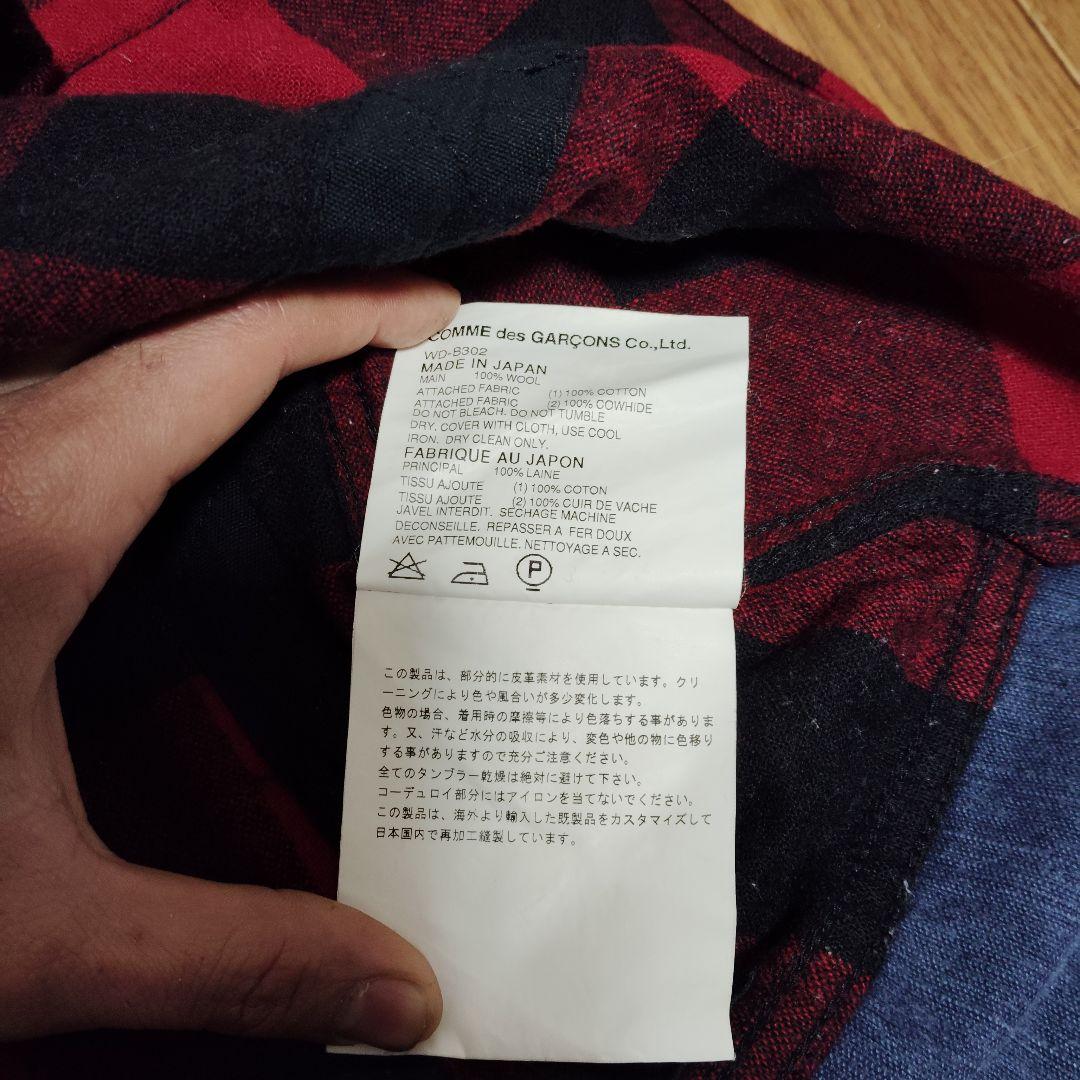 COMME des GARÇONS Co.,Ltd.
WD-B302
MADE IN JAPAN
MAIN 100% WOOL
ATTACHED FABRIC (1) 100% COTTON
ATTACHED FABRIC (2) 100% COWHIDE
DO NOT BLEACH. DO NOT TUMBLE
DRY. COVER WITH CLOTH, USE COOL
IRON. DRY CLEAN ONLY.
FABRIQUE AU JAPON
PRINCIPAL 100% LAINE
TISSU AJOUTE (1) 100% COTON
TISSU AJOUTE (2) 100% CUIR DE VACHE
JAVEL INTERDIT. SECHAGE MACHINE
DECONSEILLE. REPASSER A FER DOUX
AVEC PATTEMOUILLE. NETTOYAGE A SEC.
P
この製品は、部分的に皮革素材を使用しています。クリ
ーニングにより色や風合いが多少変化します。
色物の場合、着用時の摩擦等により色落ちする事がありま
す。又、汗など水分の吸収により、変色や他の物に色移り
する事がありますので充分ご注意ください。
全てのタンブラー乾燥は絶対に避けて下さい。
コーデュロイ部分にはアイロンを当てないでください。
この製品は、海外より輸入した既製品をカスタマイズして
日本国内で再加工縫製しています。